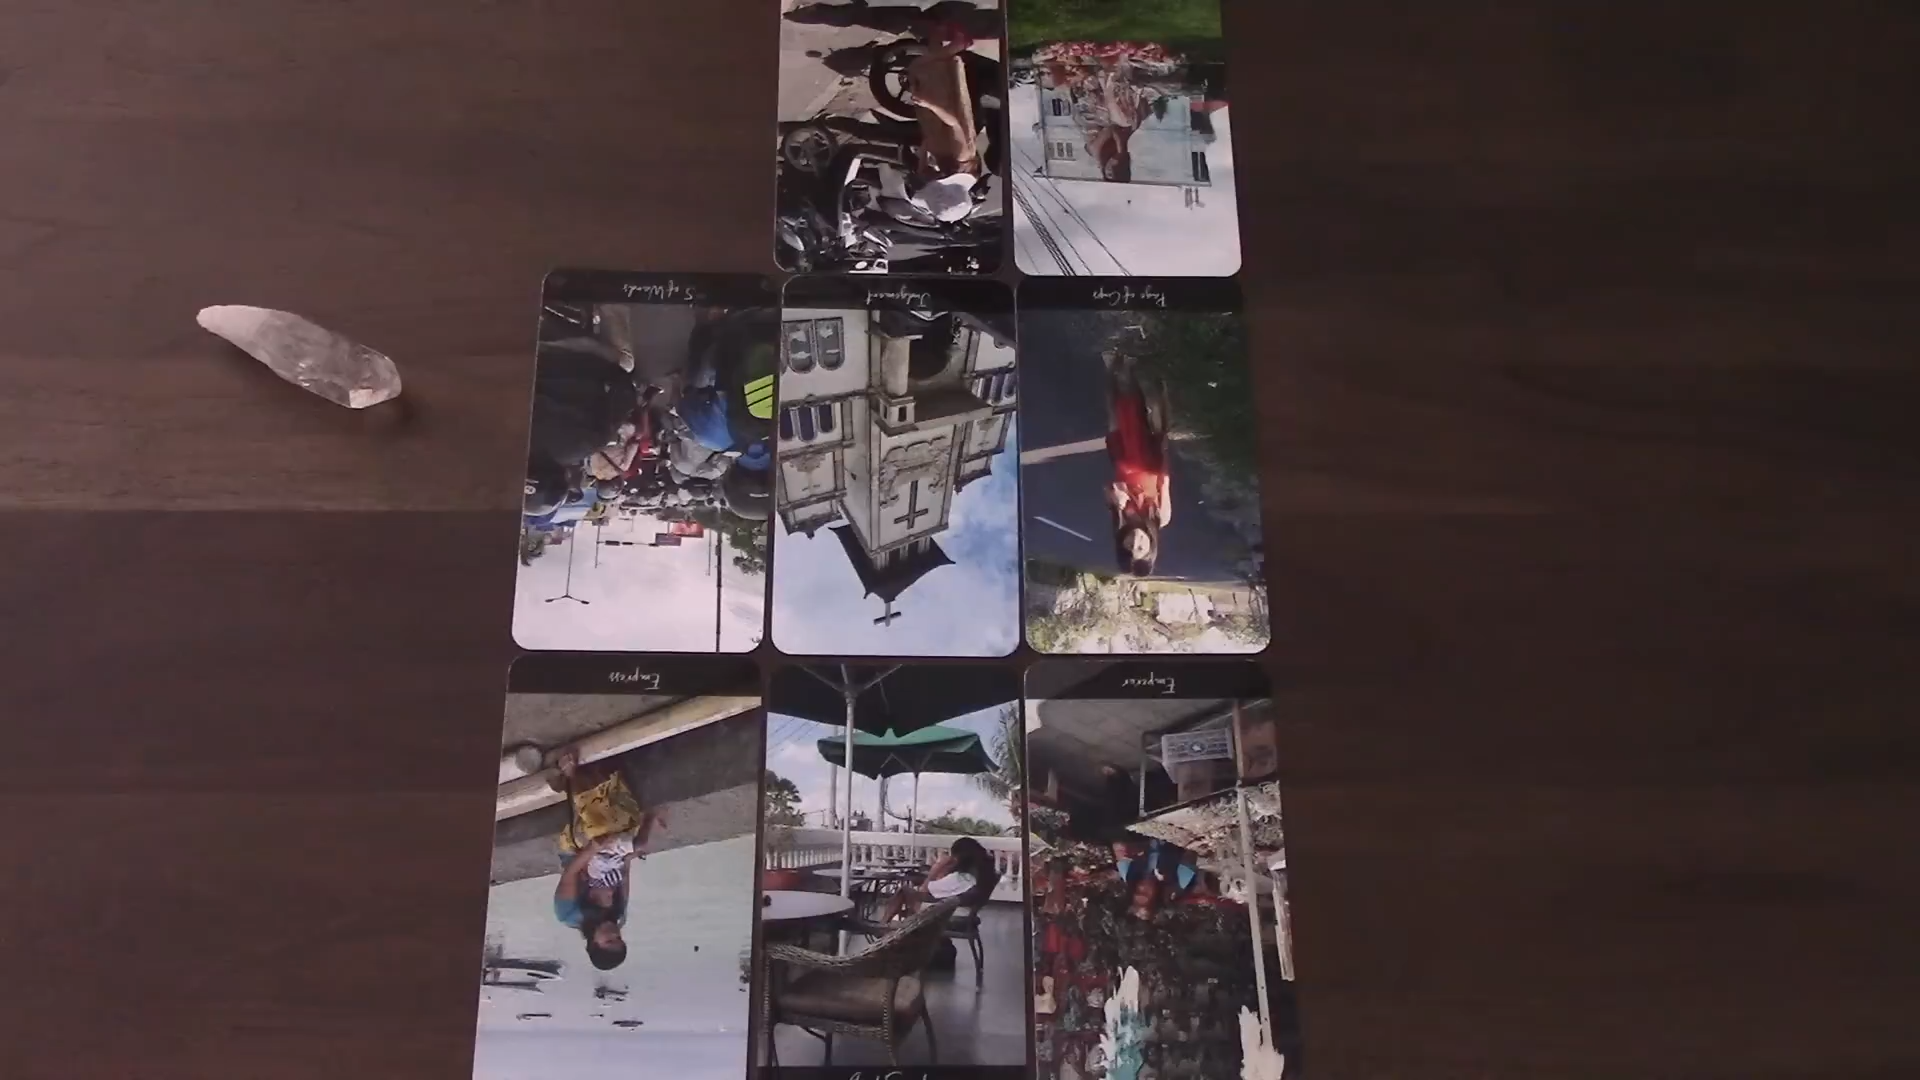 5 of Wands
Judgement
Page of Cups
Empress
Emperor